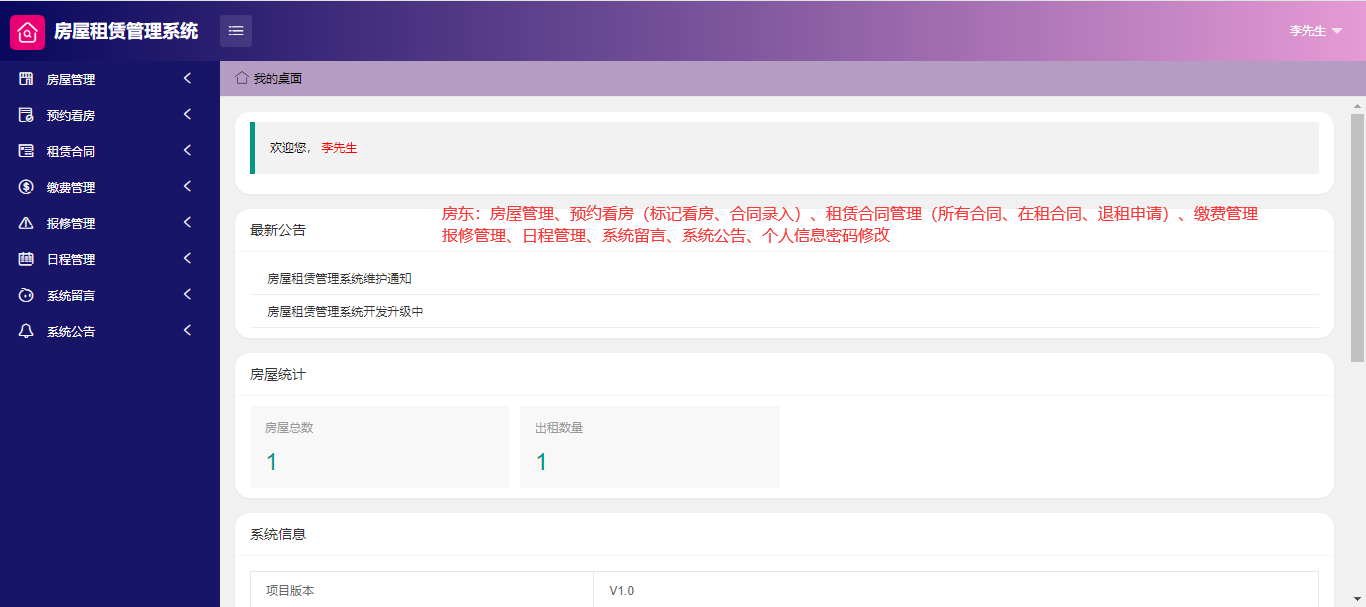 房屋租赁管理系统
李先生
房屋管理
预约看房
租赁合同
缴费管理
报修管理
日程管理
系统留言
系统公告
我的桌面
欢迎您， 李先生
房东：房屋管理、预约看房（标记看房、合同录入）、租赁合同管理（所有合同、在租合同、退租申请）、缴费管理
报修管理、日程管理、系统留言、系统公告、个人信息密码修改
最新公告
房屋租赁管理系统维护通知
房屋租赁管理系统开发升级中
房屋统计
房屋总数
1
出租数量
1
系统信息
项目版本
V1.0